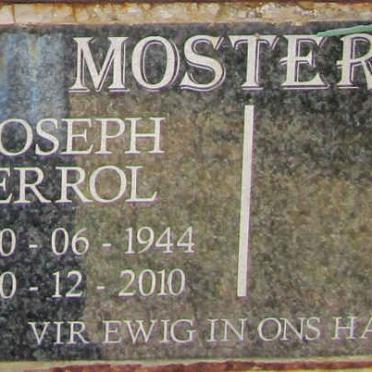 MOSTER
OSEPH
ERROL
0 - 06 - 1944
0 - 12 - 2010
VIR EWIG IN ONS HA